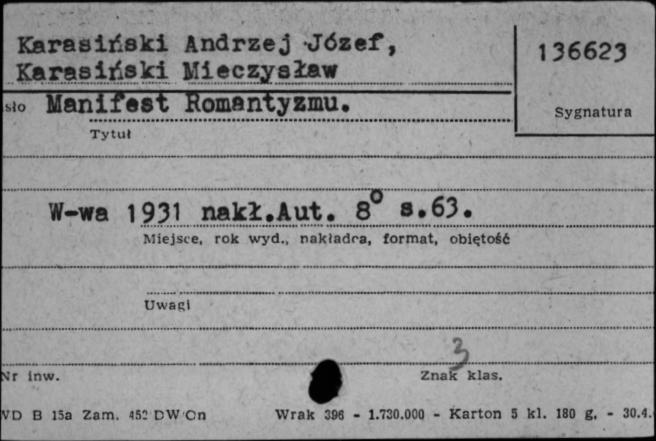 Karasiński Andrzej Józef,
Karasiński Mieczysław
136623
sło Manifest Romantyzmu.
Sygnatura
Tytuł
W-wa 1931 nakł.Aut. 8° s.63.
Miejsce, rok wyd., nakładca, format, objętość
Uwagi
3
Nr inw.
Znak klas.
WD B 15a Zam. 452 DW Cn Wrak 396 - 1.730.000 - Karton 5 kl. 180 g. - 30.4.